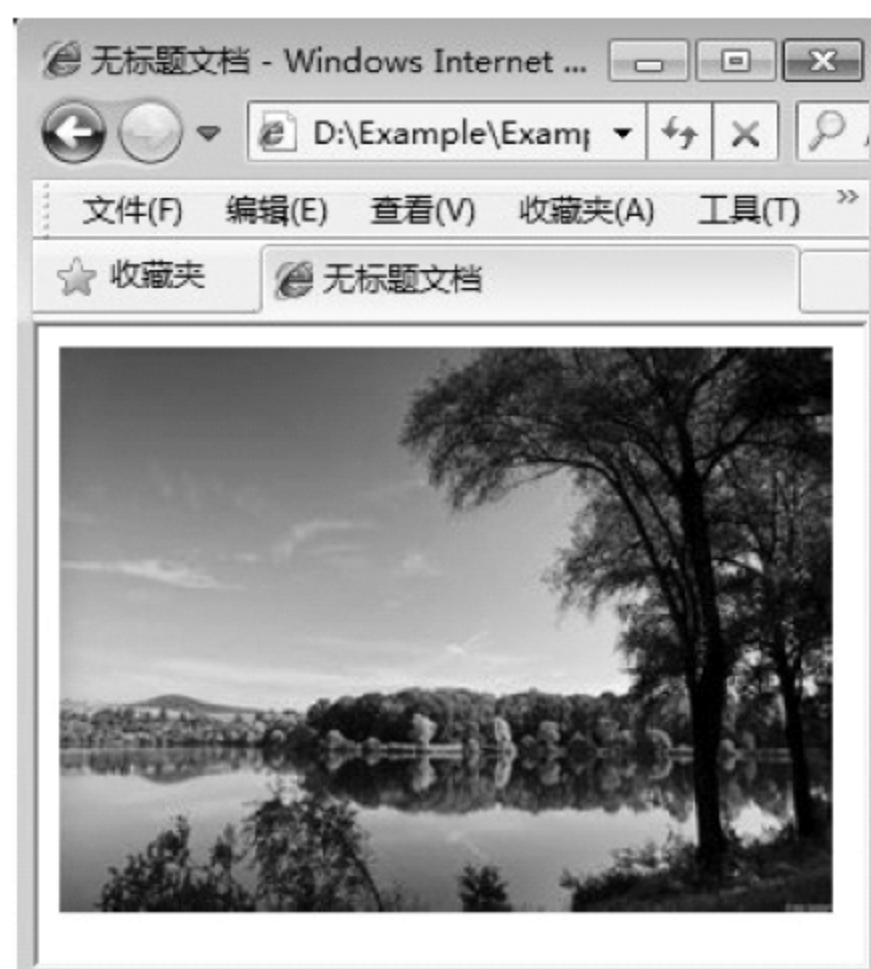 无标题文档 - Windows Internet ...
D:\Example\Examp
文件(F) 编辑(E) 查看(V) 收藏夹(A) 工具(T) »
收藏夹 无标题文档